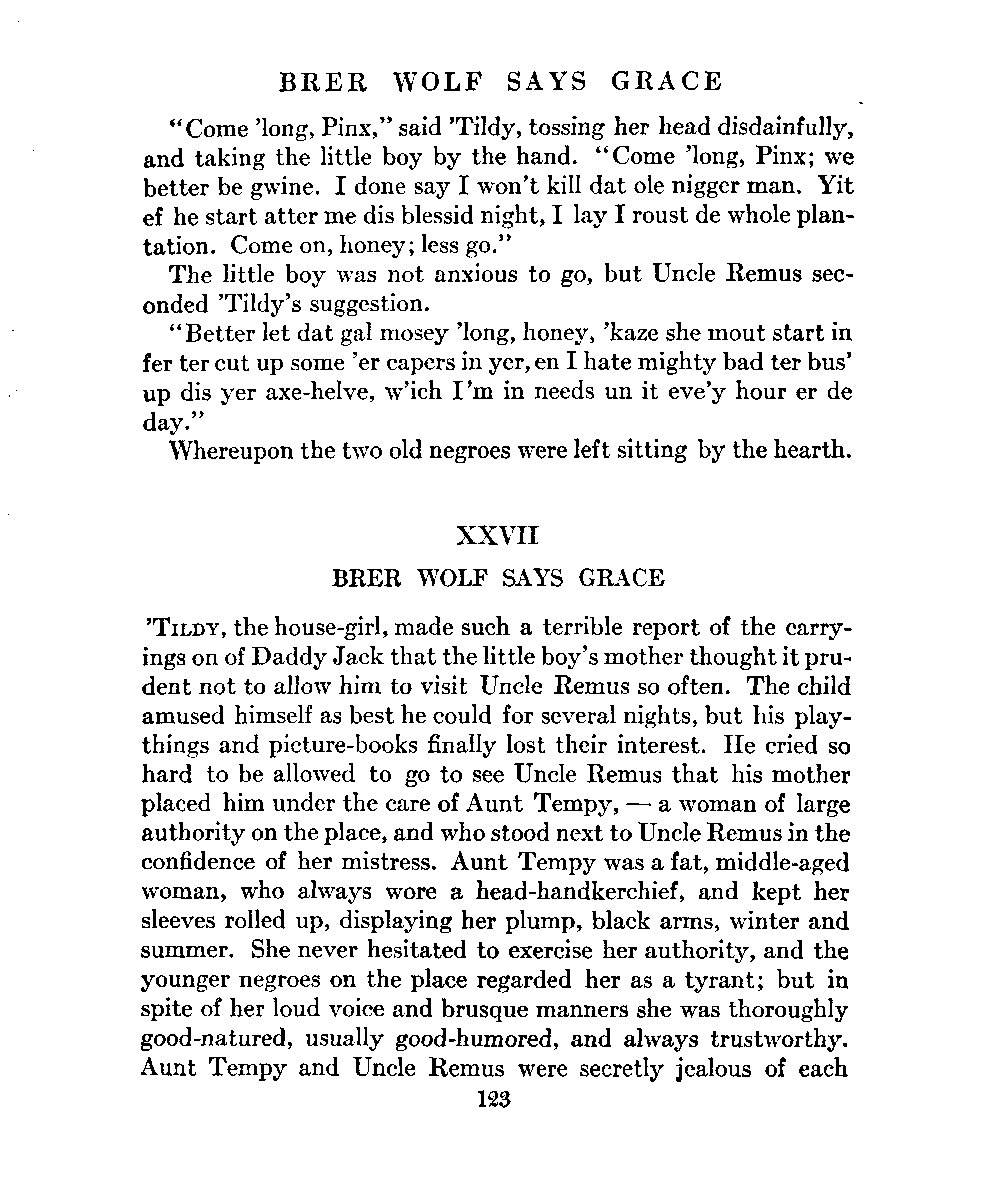 BRER WOLF SAYS GRACE
“Come ’long, Pinx,” said ’Tildy, tossing her head disdainfully,
and taking the little boy by the hand. “Come ’long, Pinx; we
better be gwine. I done say I won’t kill dat ole nigger man. Yit
ef he start atter me dis blessid night, I lay I roust de whole plan-
tation. Come on, honey; less go.”
The little boy was not anxious to go, but Uncle Remus sec-
onded ’Tildy’s suggestion.
“Better let dat gal mosey ’long, honey, ’kaze she mout start in
fer ter cut up some ’er capers in yer, en I hate mighty bad ter bus’
up dis yer axe-helve, w’ich I’m in needs un it eve’y hour er de
day.”
Whereupon the two old negroes were left sitting by the hearth.
XXVII
BRER WOLF SAYS GRACE
’TILDY, the house-girl, made such a terrible report of the carry-
ings on of Daddy Jack that the little boy’s mother thought it pru-
dent not to allow him to visit Uncle Remus so often. The child
amused himself as best he could for several nights, but his play-
things and picture-books finally lost their interest. He cried so
hard to be allowed to go to see Uncle Remus that his mother
placed him under the care of Aunt Tempy, — a woman of large
authority on the place, and who stood next to Uncle Remus in the
confidence of her mistress. Aunt Tempy was a fat, middle-aged
woman, who always wore a head-handkerchief, and kept her
sleeves rolled up, displaying her plump, black arms, winter and
summer. She never hesitated to exercise her authority, and the
younger negroes on the place regarded her as a tyrant; but in
spite of her loud voice and brusque manners she was thoroughly
good-natured, usually good-humored, and always trustworthy.
Aunt Tempy and Uncle Remus were secretly jealous of each
123